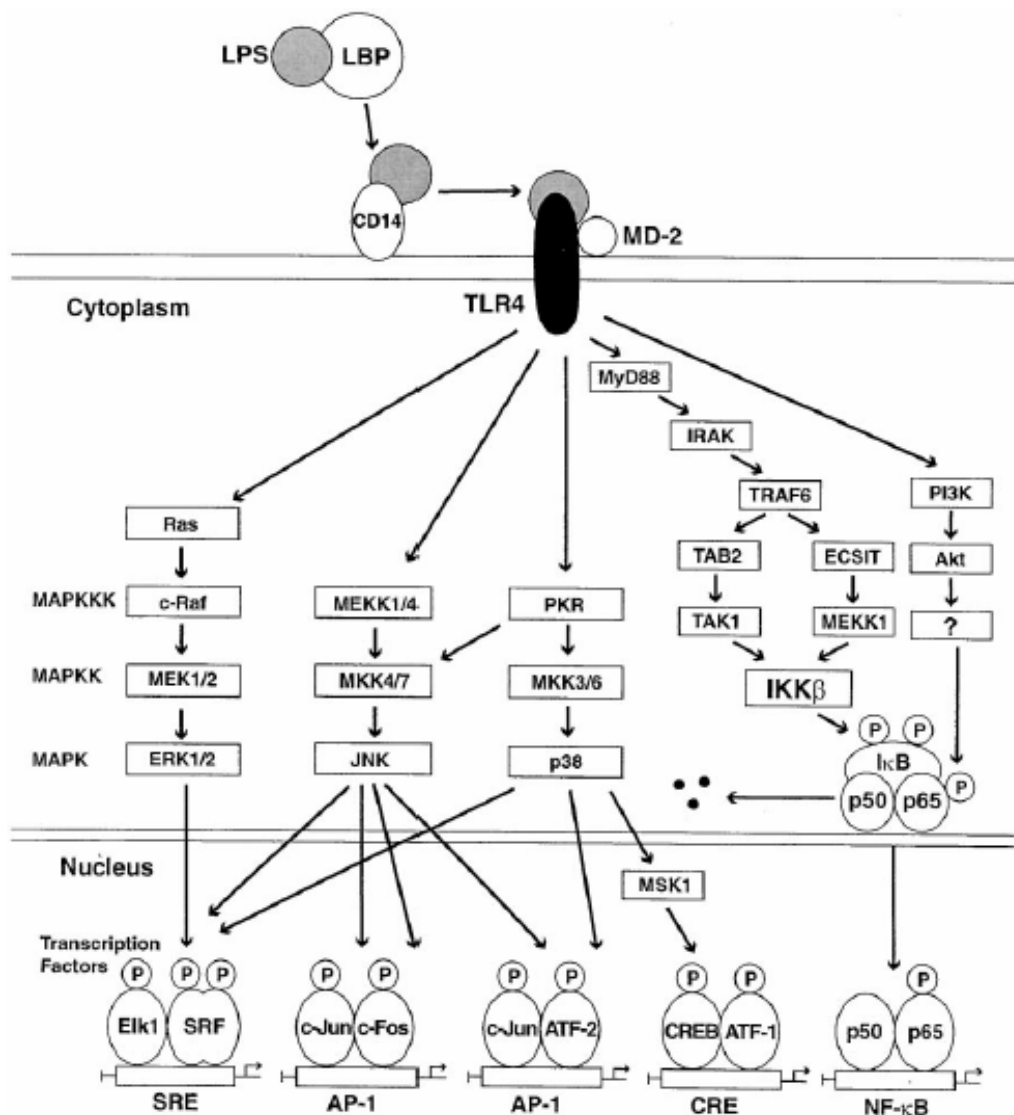 LPS LBP
CD14
MD-2
Cytoplasm
TLR4
MyD88
IRAK
TRAF6 PI3K
Ras
TAB2 ECSIT Akt
MAPKKK c-Raf MEKK1/4 PKR
TAK1 MEKK1 ?
MAPKK MEK1/2 MKK4/7 MKK3/6
IKKβ
MAPK ERK1/2 JNK p38
P P
IκB
P
p50 p65
Nucleus
MSK1
Transcription
Factors
P P P P P P P P P P
Elk1 SRF c-Jun c-Fos c-Jun ATF-2 CREB ATF-1 p50 p65
SRE AP-1 AP-1 CRE NF-κB